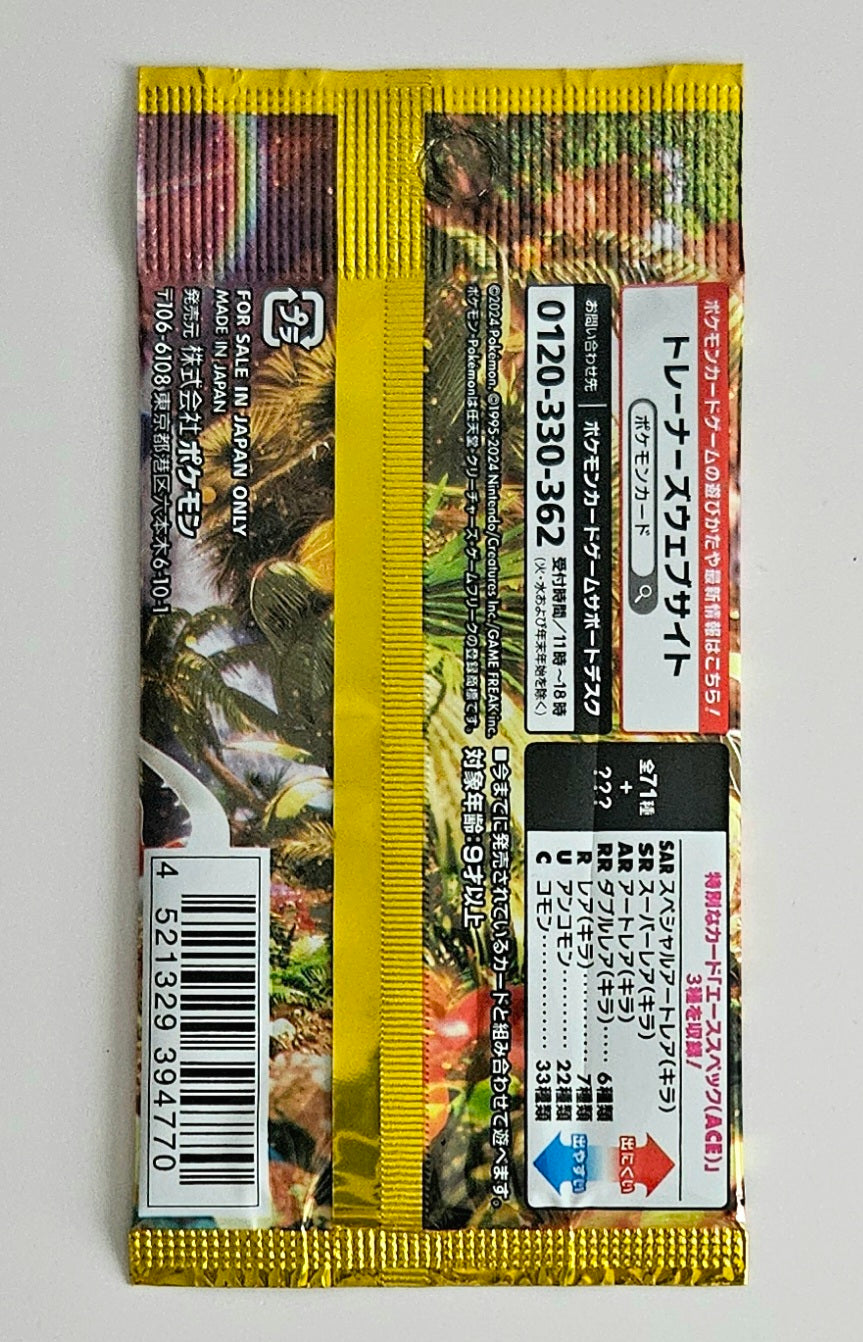 ポケモンカードゲームの遊びかたや最新情報はこちら！
トレーナーズウェブサイト
ポケモンカード
お問い合わせ先 ポケモンカードゲームサポートデスク
0120-330-362 受付時間／11時～18時
(火・水および年末年始を除く)
©2024 Pokémon. ©1995-2024 Nintendo/Creatures Inc./GAME FREAK inc.
ポケモン・Pokémonは任天堂・クリーチャーズ・ゲームフリークの登録商標です。
特別なカード「エーススペック(ACE)」
3種を収録！
全71種
+
???
SAR スペシャルアートレア(キラ)
SR スーパーレア(キラ)
AR アートレア(キラ)
RR ダブルレア(キラ)‥‥ 6種類
R レア(キラ)‥‥‥‥‥ 7種類
U アンコモン‥‥‥‥‥ 22種類
C コモン‥‥‥‥‥‥‥ 33種類
出にくい
出やすい
■今までに発売されているカードと組み合わせて遊べます。
対象年齢:9才以上
プラ
FOR SALE IN JAPAN ONLY
MADE IN JAPAN
発売元 株式会社ポケモン
〒106-6108 東京都港区六本木6-10-1
4 521329 394770